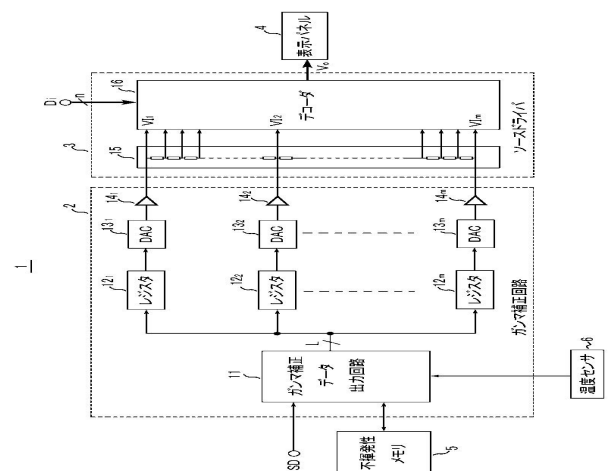 1
2
ガンマ補正回路
SD
不揮発性
メモリ
5
11
ガンマ補正
データ
出力回路
温度センサ
6
L
12₁
レジスタ
12₂
レジスタ
12m
レジスタ
13₁
DAC
13₂
DAC
13m
DAC
14₁
14₂
14m
3
ソースドライバ
15
Di
n
16
デコーダ
VI₁
VI₂
VIm
Vo
4
表示パネル